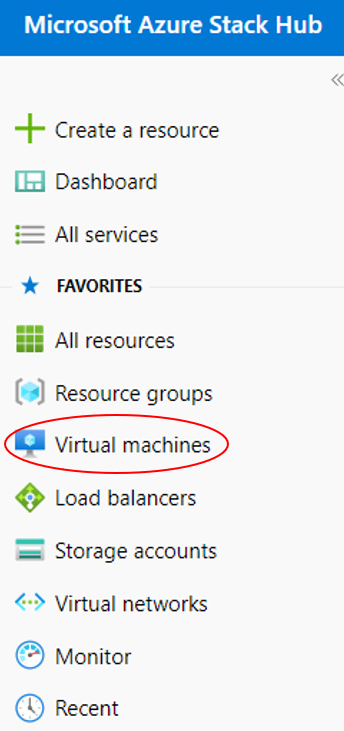 Microsoft Azure Stack Hub
Create a resource
Dashboard
All services
FAVORITES
All resources
Resource groups
Virtual machines
Load balancers
Storage accounts
Virtual networks
Monitor
Recent